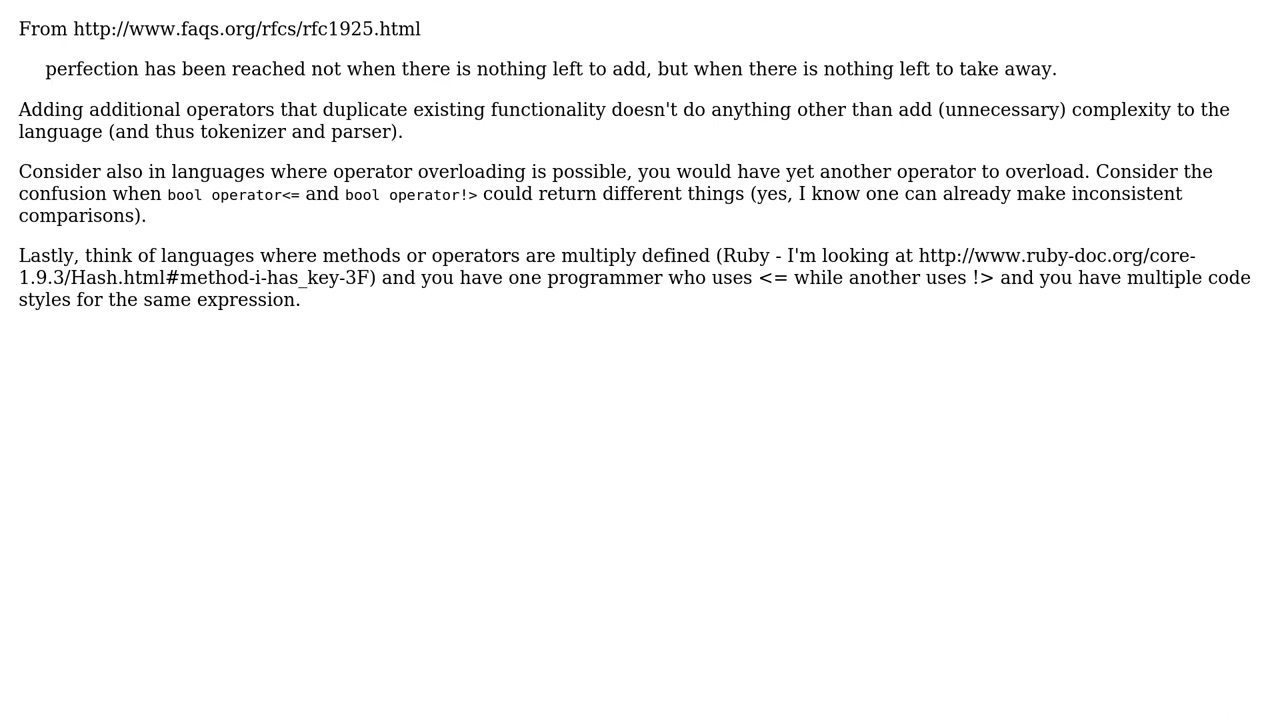 From http://www.faqs.org/rfcs/rfc1925.html
perfection has been reached not when there is nothing left to add, but when there is nothing left to take away.
Adding additional operators that duplicate existing functionality doesn't do anything other than add (unnecessary) complexity to the
language (and thus tokenizer and parser).
Consider also in languages where operator overloading is possible, you would have yet another operator to overload. Consider the
confusion when bool operator<= and bool operator!> could return different things (yes, I know one can already make inconsistent
comparisons).
Lastly, think of languages where methods or operators are multiply defined (Ruby - I'm looking at http://www.ruby-doc.org/core-
1.9.3/Hash.html#method-i-has_key-3F) and you have one programmer who uses <= while another uses !> and you have multiple code
styles for the same expression.